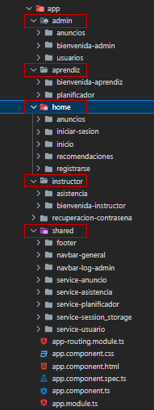 app
admin
anuncios
bienvenida-admin
usuarios
aprendiz
bienvenida-aprendiz
planificador
home
anuncios
iniciar-sesion
inicio
recomendaciones
registrarse
instructor
asistencia
bienvenida-instructor
recuperacion-contrasena
shared
footer
navbar-general
navbar-log-admin
service-anuncio
service-asistencia
service-planificador
service-session_storage
service-usuario
app-routing.module.ts
app.component.css
app.component.html
app.component.spec.ts
app.component.ts
app.module.ts